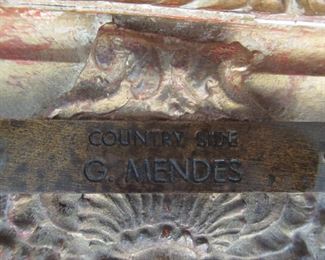 COUNTRY SIDE
G. MENDES